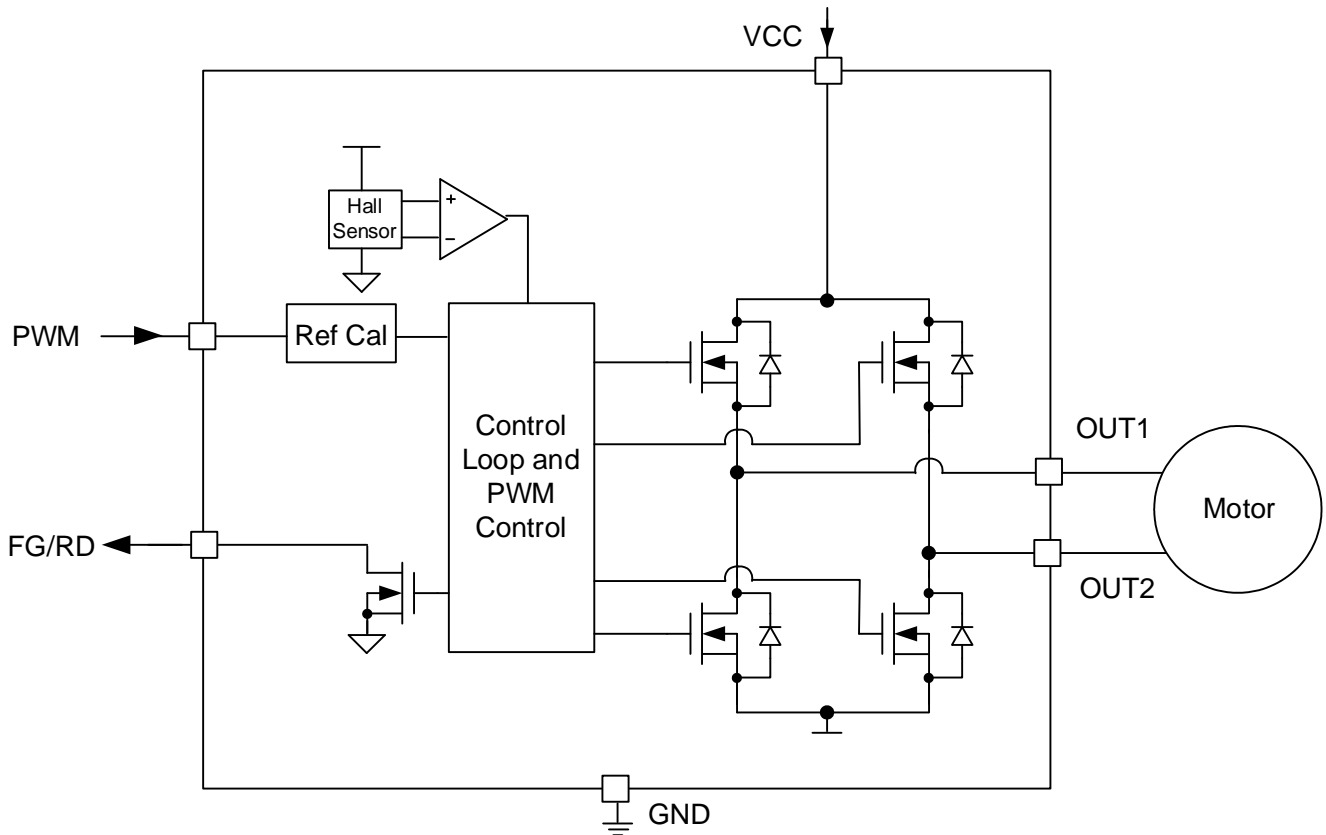 VCC
Hall
Sensor
+
−
PWM
Ref Cal
Control
Loop and
PWM
Control
OUT1
Motor
FG/RD
OUT2
GND